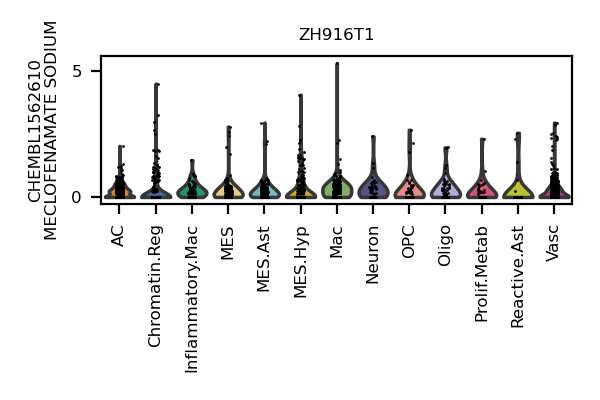 ZH916T1
CHEMBL1562610
MECLOFENAMATE SODIUM
5
0
AC
Chromatin.Reg
Inflammatory.Mac
MES
MES.Ast
MES.Hyp
Mac
Neuron
OPC
Oligo
Prolif.Metab
Reactive.Ast
Vasc